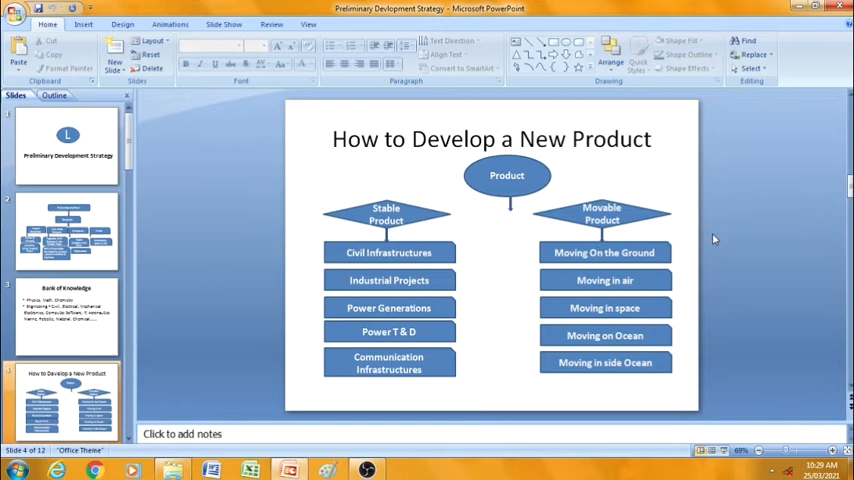 Preliminary Devlopment Strategy - Microsoft PowerPoint
Home Insert Design Animations Slide Show Review View
Cut
Copy
Format Painter
Paste
Clipboard
New
Slide
Layout
Reset
Delete
Slides
Font
Text Direction
Align Text
Convert to SmartArt
Paragraph
Arrange
Quick
Styles
Shape Fill
Shape Outline
Shape Effects
Drawing
Find
Replace
Select
Editing
Slides Outline
1
L
Preliminary Development Strategy
2
3
Bank of Knowledge
4
How to Develop a New Product
How to Develop a New Product
Product
Stable
Product
Movable
Product
Civil Infrastructures
Moving On the Ground
Industrial Projects
Moving in air
Power Generations
Moving in space
Power T & D
Moving on Ocean
Communication
Infrastructures
Moving in side Ocean
Click to add notes
Slide 4 of 12 "Office Theme" 69%
10:29 AM
25/03/2021